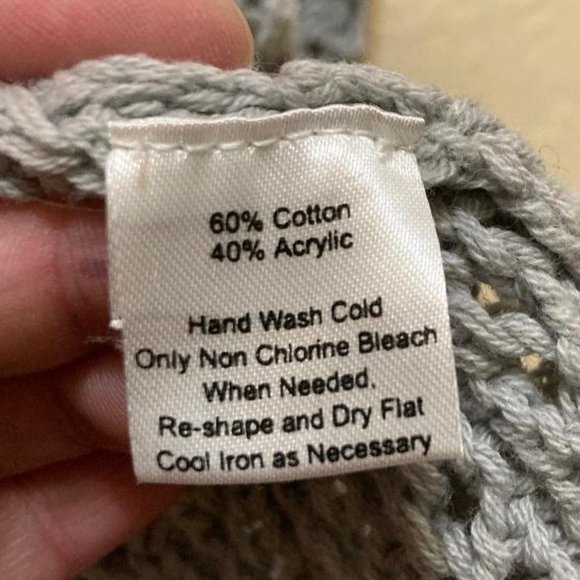 60% Cotton
40% Acrylic
Hand Wash Cold
Only Non Chlorine Bleach
When Needed.
Re-shape and Dry Flat
Cool Iron as Necessary